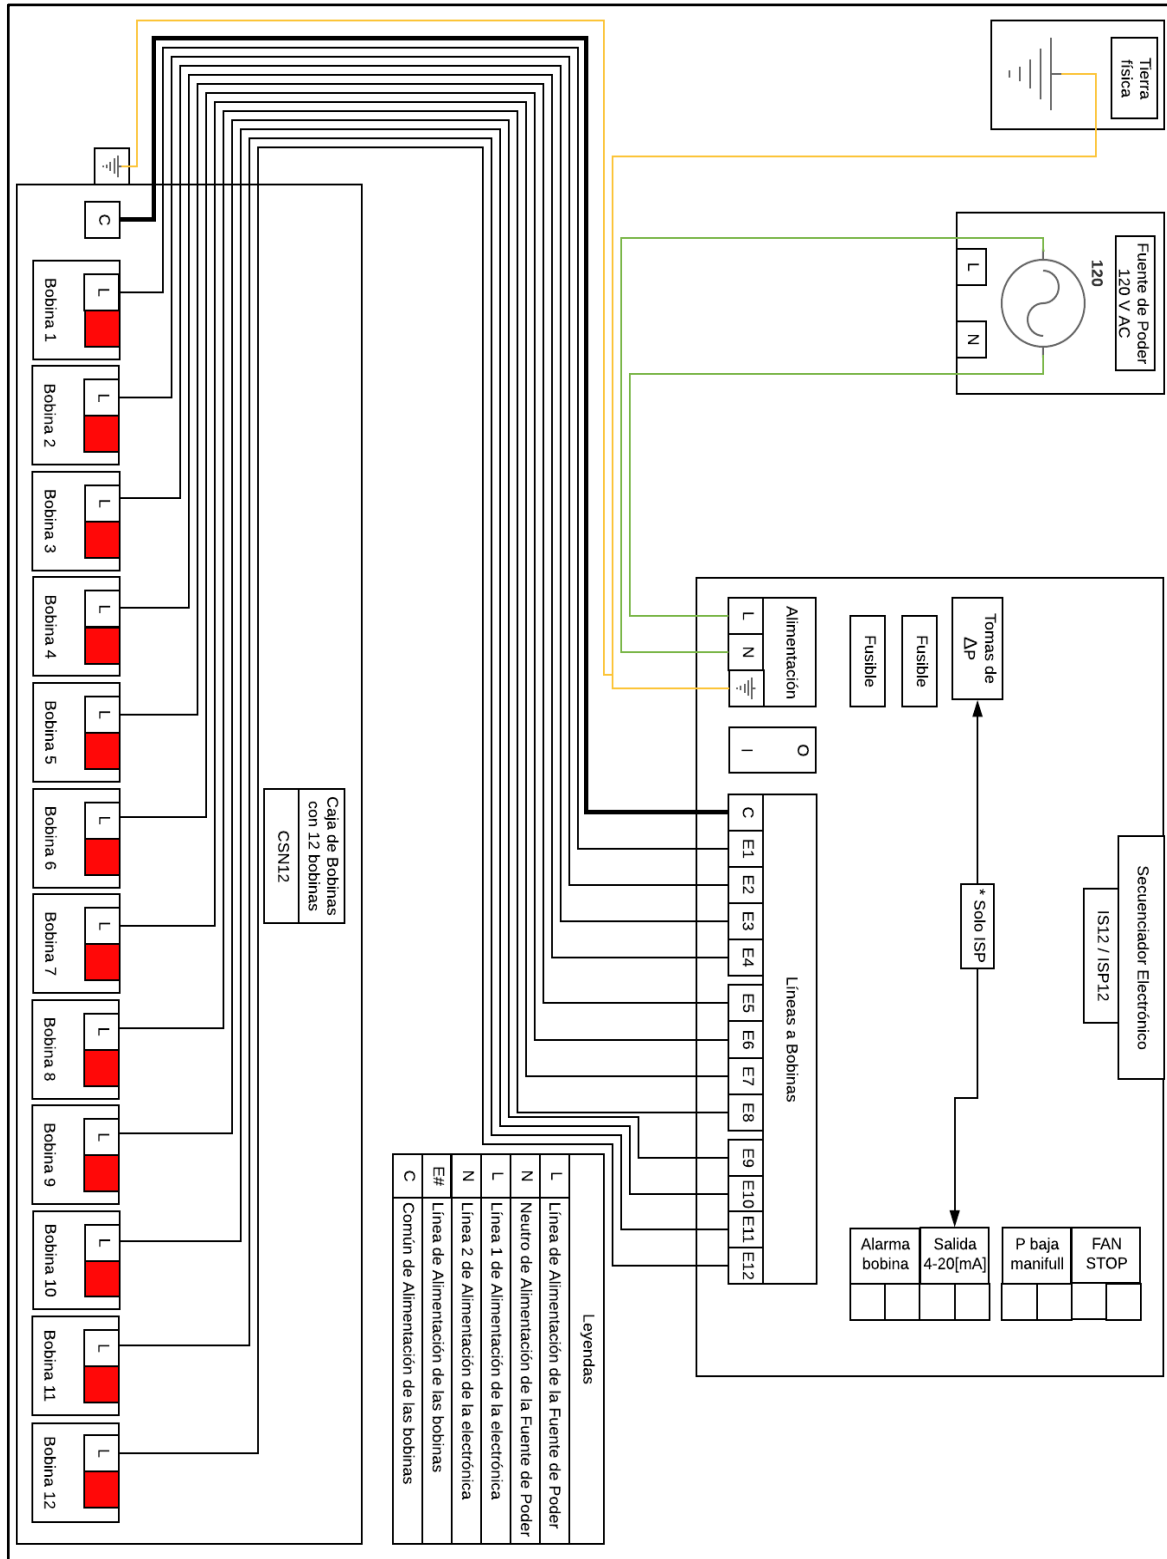 Tierra
física
Fuente de Poder
120 V AC
120
L
N
Secuenciador Electrónico
IS12 / ISP12
Tomas de
ΔP
* Solo ISP
Fusible
Fusible
Alimentación
L
N
O
I
Líneas a Bobinas
C
E1
E2
E3
E4
E5
E6
E7
E8
E9
E10
E11
E12
FAN
STOP
P baja
manifull
Salida
4-20[mA]
Alarma
bobina
Caja de Bobinas
con 12 bobinas
CSN12
C
L
Bobina 1
L
Bobina 2
L
Bobina 3
L
Bobina 4
L
Bobina 5
L
Bobina 6
L
Bobina 7
L
Bobina 8
L
Bobina 9
L
Bobina 10
L
Bobina 11
L
Bobina 12
Leyendas
L Línea de Alimentación de la Fuente de Poder
N Neutro de Alimentación de la Fuente de Poder
L Línea 1 de Alimentación de la electrónica
N Línea 2 de Alimentación de la electrónica
E# Línea de Alimentación de las bobinas
C Común de Alimentación de las bobinas